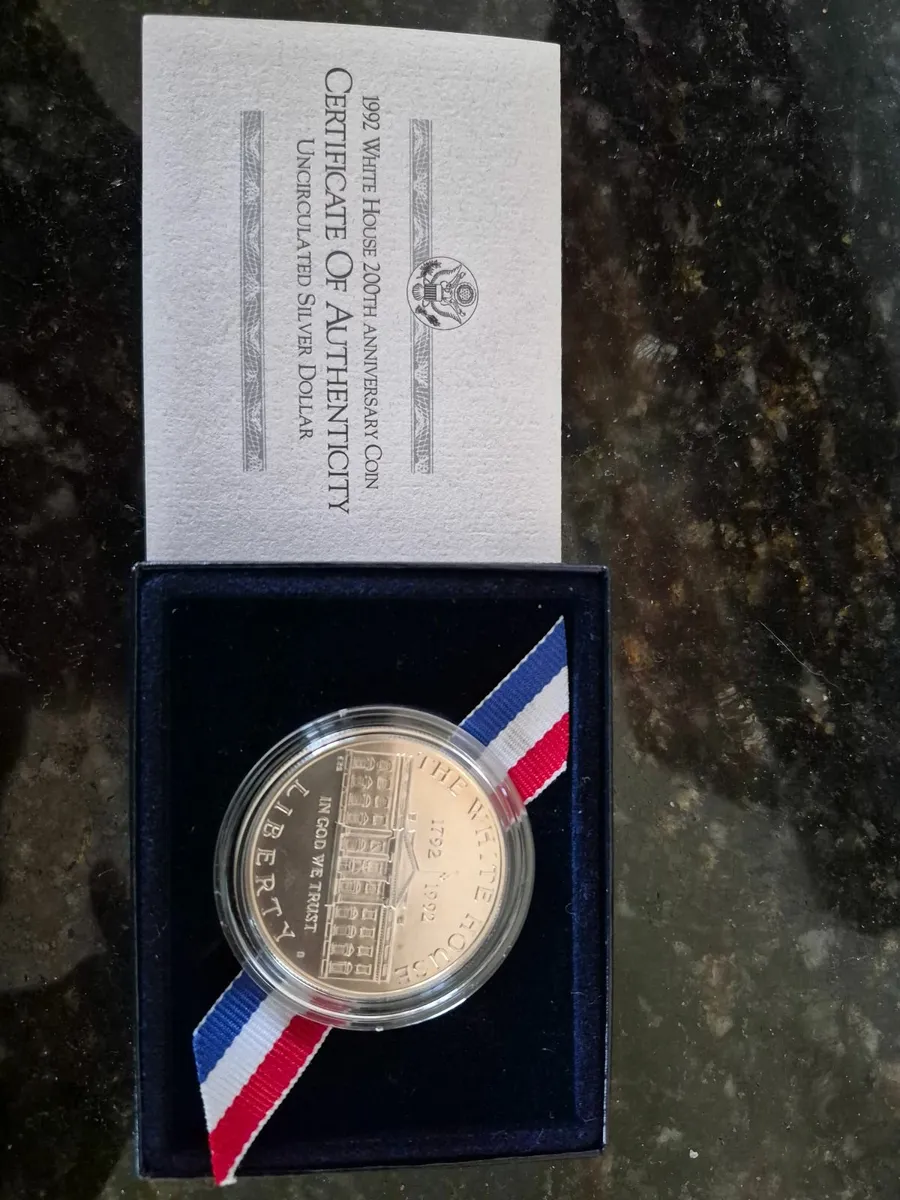 1992 WHITE HOUSE 200TH ANNIVERSARY COIN
CERTIFICATE OF AUTHENTICITY
UNCIRCULATED SILVER DOLLAR
THE WHITE HOUSE
1792 1992
IN GOD WE TRUST
LIBERTY
D